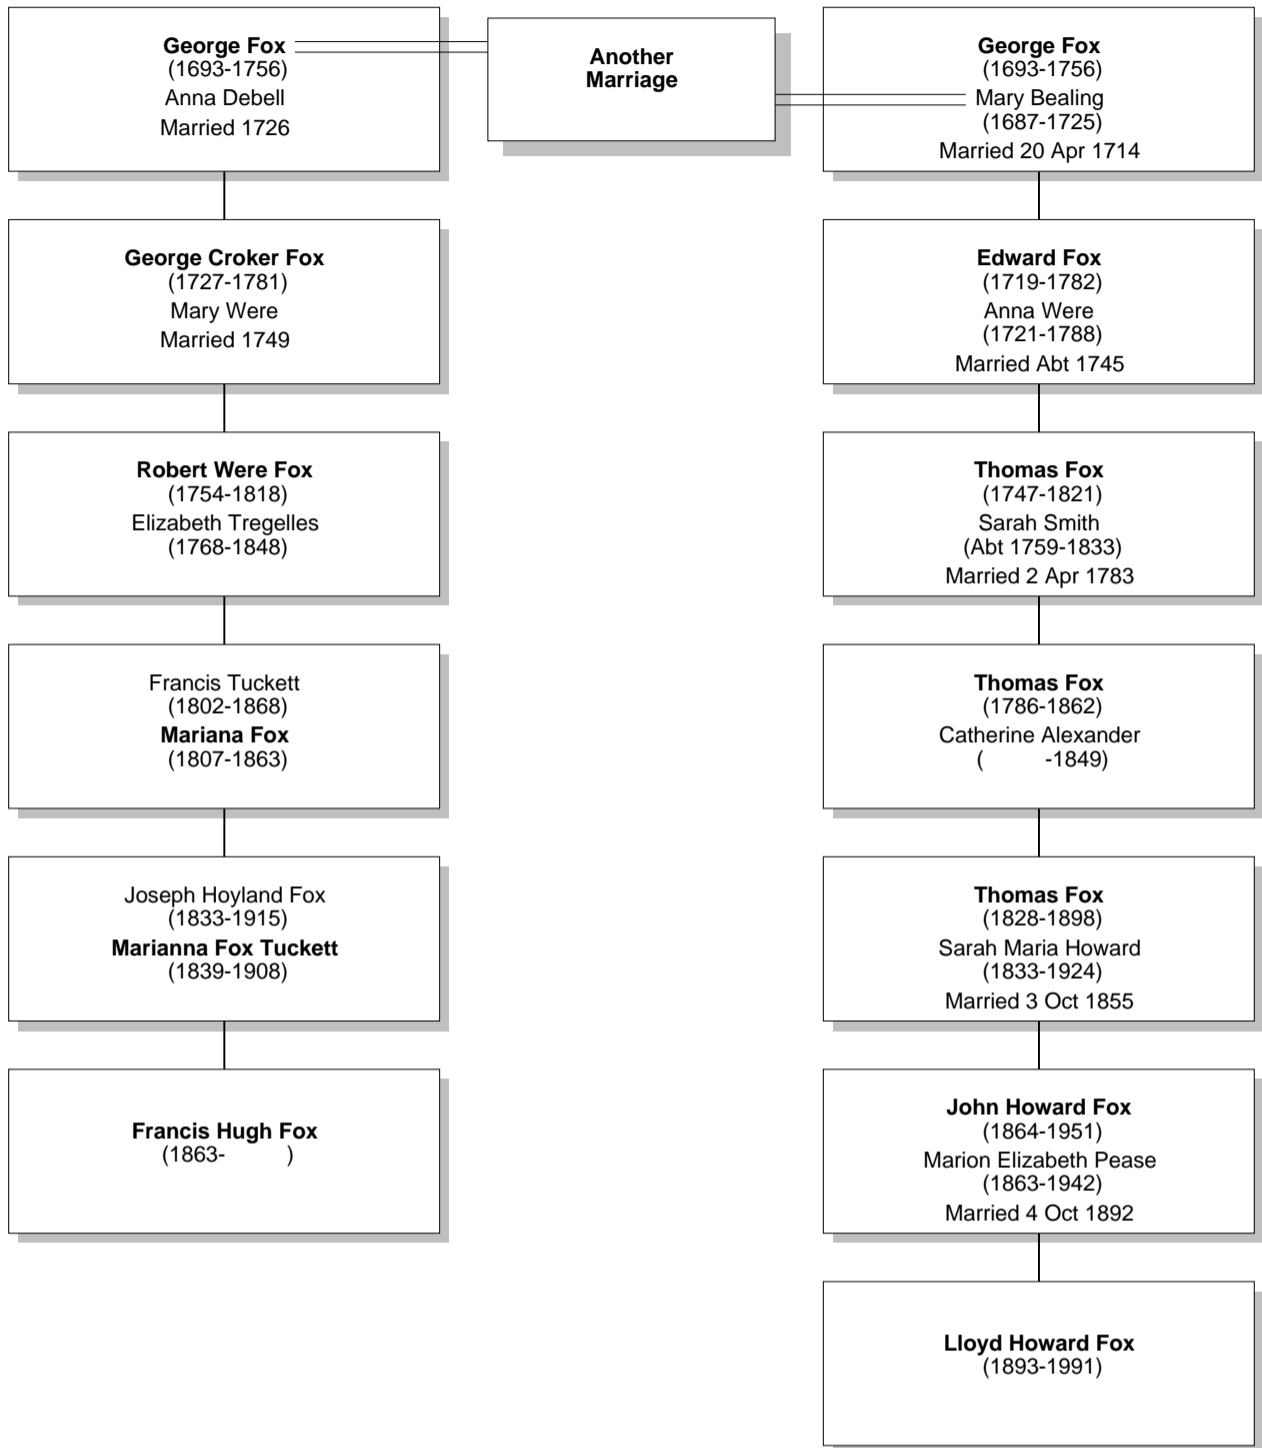 George Fox
(1693-1756)
Anna Debell
Married 1726
Another
Marriage
George Fox
(1693-1756)
Mary Bealing
(1687-1725)
Married 20 Apr 1714
George Croker Fox
(1727-1781)
Mary Were
Married 1749
Edward Fox
(1719-1782)
Anna Were
(1721-1788)
Married Abt 1745
Robert Were Fox
(1754-1818)
Elizabeth Tregelles
(1768-1848)
Thomas Fox
(1747-1821)
Sarah Smith
(Abt 1759-1833)
Married 2 Apr 1783
Francis Tuckett
(1802-1868)
Mariana Fox
(1807-1863)
Thomas Fox
(1786-1862)
Catherine Alexander
(          -1849)
Joseph Hoyland Fox
(1833-1915)
Marianna Fox Tuckett
(1839-1908)
Thomas Fox
(1828-1898)
Sarah Maria Howard
(1833-1924)
Married 3 Oct 1855
Francis Hugh Fox
(1863-          )
John Howard Fox
(1864-1951)
Marion Elizabeth Pease
(1863-1942)
Married 4 Oct 1892
Lloyd Howard Fox
(1893-1991)